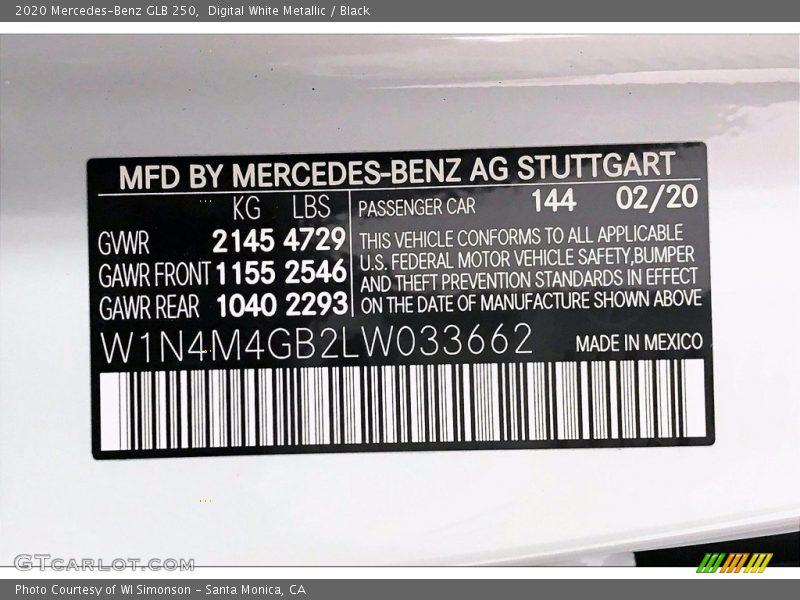 2020 Mercedes-Benz GLB 250,  Digital White Metallic / Black
MFD BY MERCEDES-BENZ AG STUTTGART
KG LBS
GVWR 2145 4729
GAWR FRONT 1155 2546
GAWR REAR 1040 2293
PASSENGER CAR 144 02/20
THIS VEHICLE CONFORMS TO ALL APPLICABLE
U.S. FEDERAL MOTOR VEHICLE SAFETY,BUMPER
AND THEFT PREVENTION STANDARDS IN EFFECT
ON THE DATE OF MANUFACTURE SHOWN ABOVE
W1N4M4GB2LW033662 MADE IN MEXICO
GTCARLOT.COM
Photo Courtesy of WI Simonson - Santa Monica, CA